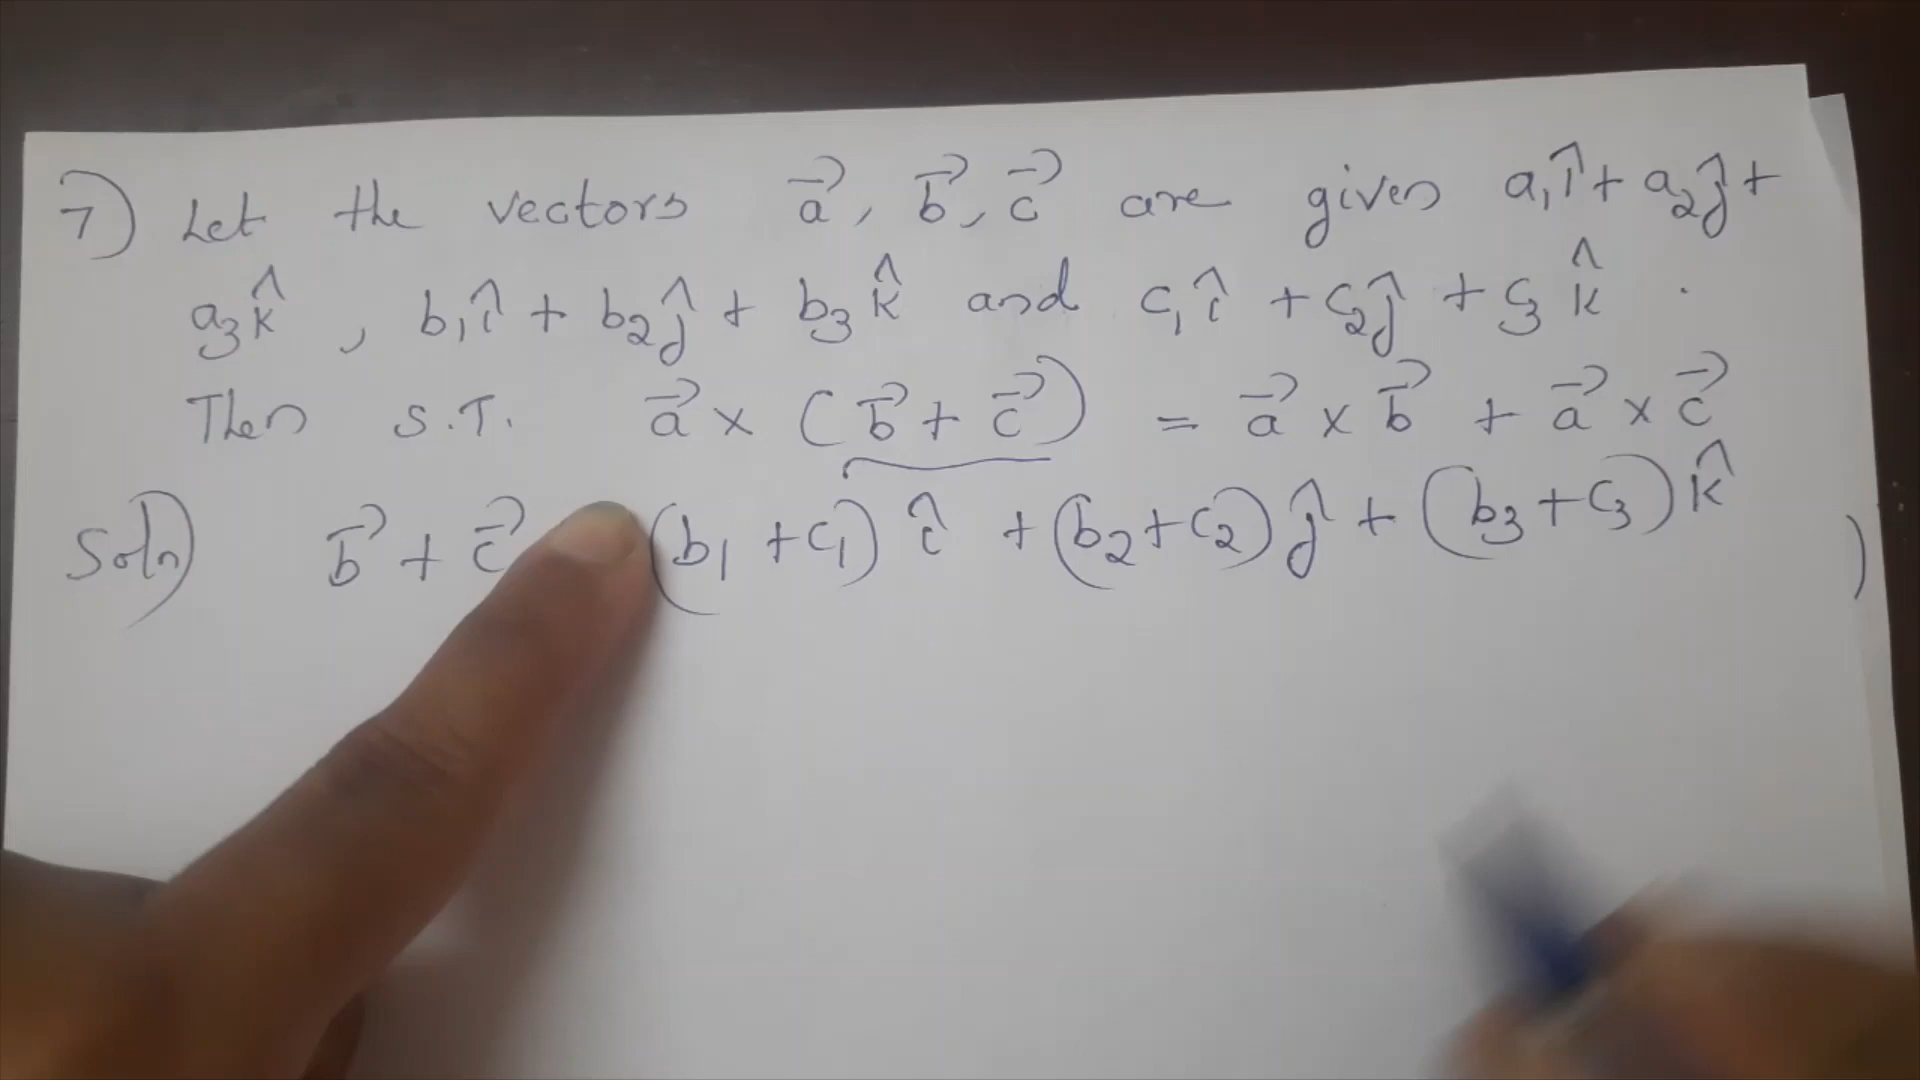 7) Let the vectors a⃗, b⃗, c⃗ are given a₁î + a₂ĵ +
a₃k̂, b₁î + b₂ĵ + b₃k̂ and c₁î + c₂ĵ + c₃k̂.
Then S.T. a⃗ × (b⃗ + c⃗) = a⃗ × b⃗ + a⃗ × c⃗
Soln) b⃗ + c⃗ (b₁ + c₁) î + (b₂ + c₂) ĵ + (b₃ + c₃) k̂